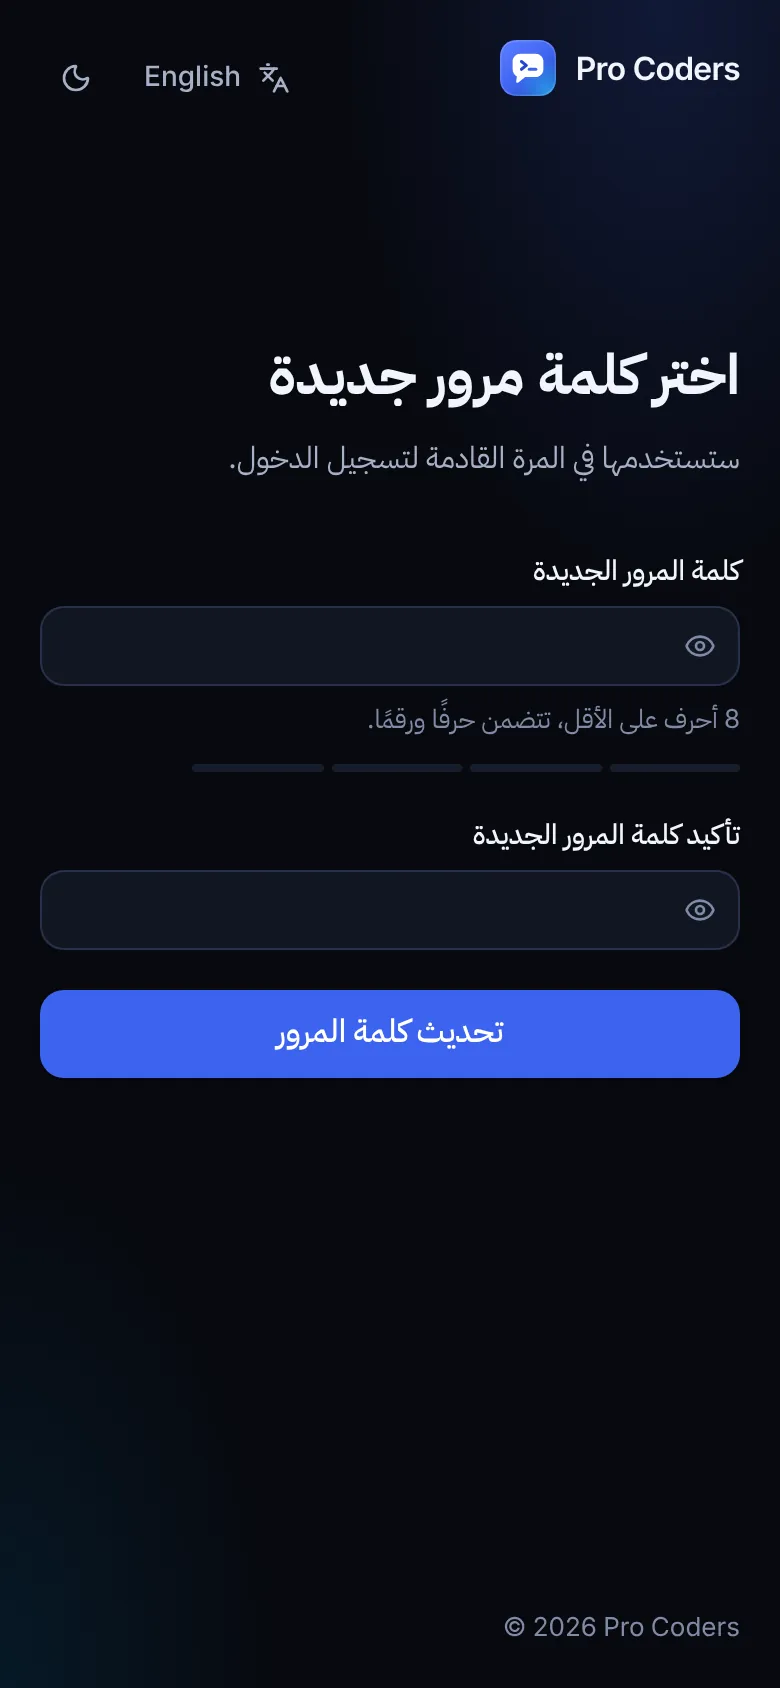 Pro Coders
English
اختر كلمة مرور جديدة
ستستخدمها في المرة القادمة لتسجيل الدخول.
كلمة المرور الجديدة
8 أحرف على الأقل، تتضمن حرفًا ورقمًا.
تأكيد كلمة المرور الجديدة
تحديث كلمة المرور
© 2026 Pro Coders